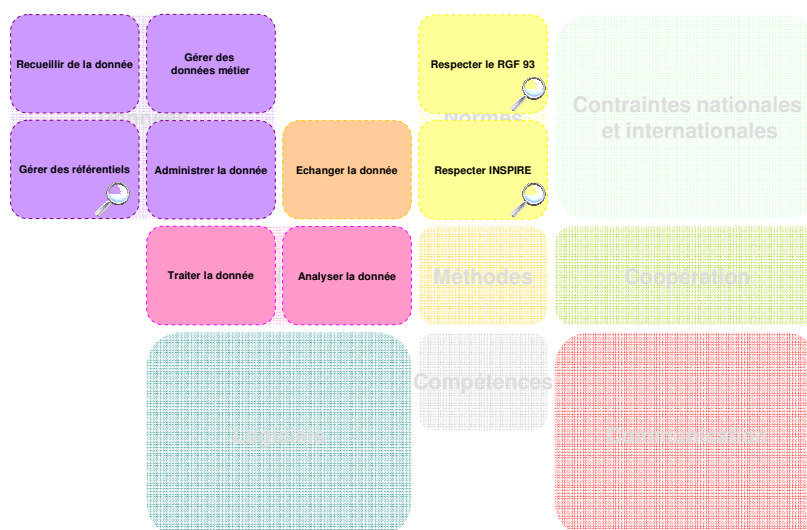 Recueillir de la donnée
Gérer des
données métier
Respecter le RGF 93
Normes
Contraintes nationales
et internationales
Gérer des référentiels
Administrer la donnée
Echanger la donnée
Respecter INSPIRE
Traiter la donnée
Analyser la donnée
Méthodes
Coopération
Compétences